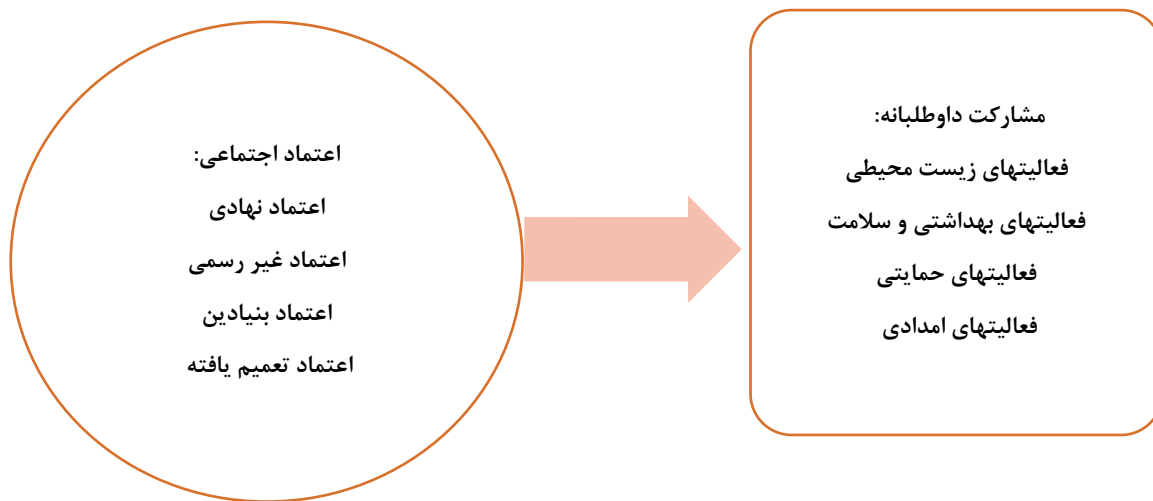 مشارکت داوطلبانه:
فعالیتهای زیست محیطی
فعالیتهای بهداشتی و سلامت
فعالیتهای حمایتی
فعالیتهای امدادی
اعتماد اجتماعی:
اعتماد نهادی
اعتماد غیر رسمی
اعتماد بنیادین
اعتماد تعمیم یافته